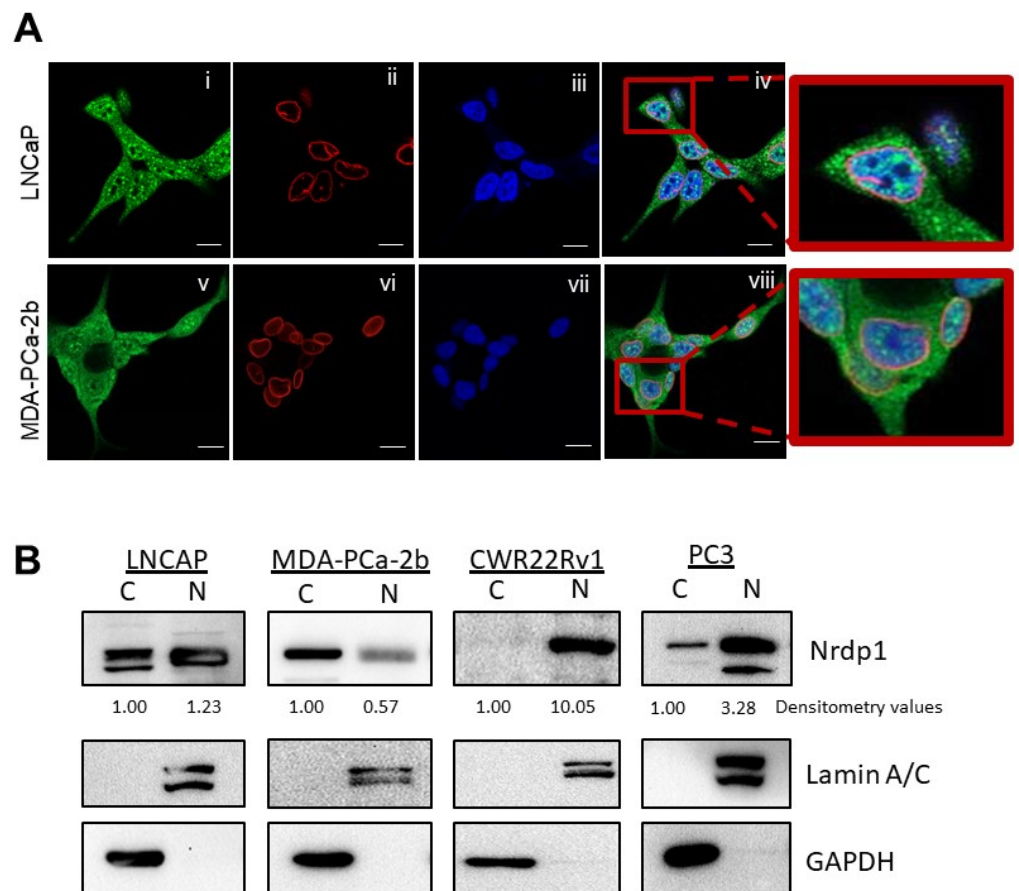 A
LNCaP
i
ii
iii
iv
MDA-PCa-2b
v
vi
vii
viii
B
LNCAP MDA-PCa-2b CWR22Rv1 PC3
C N C N C N C N
Nrdp1
1.00 1.23 1.00 0.57 1.00 10.05 1.00 3.28 Densitometry values
Lamin A/C
GAPDH